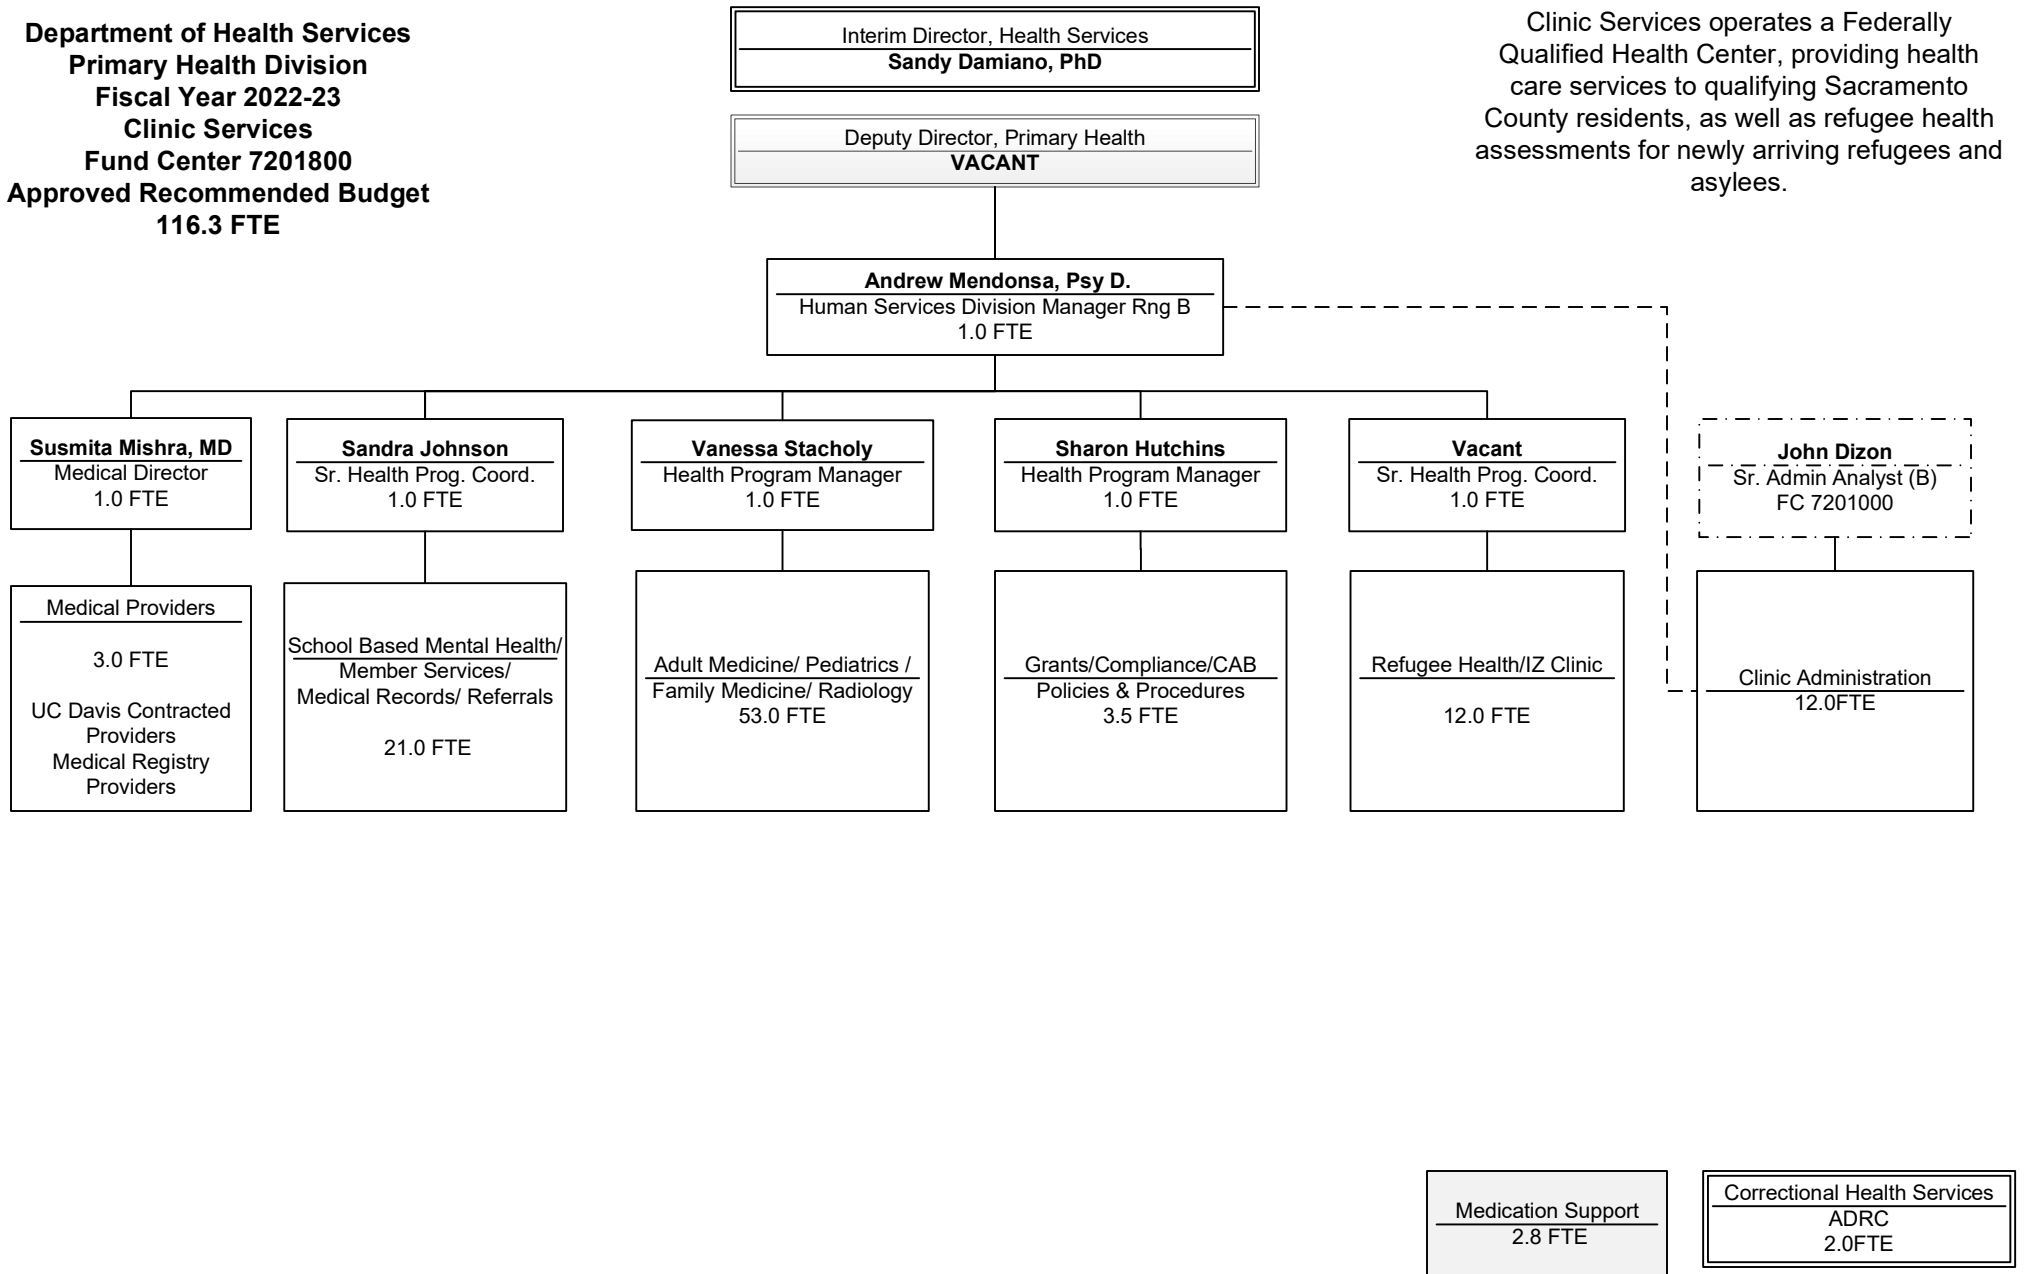 Department of Health Services
Primary Health Division
Fiscal Year 2022-23
Clinic Services
Fund Center 7201800
Approved Recommended Budget
116.3 FTE
Interim Director, Health Services
Sandy Damiano, PhD
Deputy Director, Primary Health
VACANT
Clinic Services operates a Federally
Qualified Health Center, providing health
care services to qualifying Sacramento
County residents, as well as refugee health
assessments for newly arriving refugees and
asylees.
Andrew Mendonsa, Psy D.
Human Services Division Manager Rng B
1.0 FTE
Susmita Mishra, MD
Medical Director
1.0 FTE
Sandra Johnson
Sr. Health Prog. Coord.
1.0 FTE
Vanessa Stacholy
Health Program Manager
1.0 FTE
Sharon Hutchins
Health Program Manager
1.0 FTE
Vacant
Sr. Health Prog. Coord.
1.0 FTE
John Dizon
Sr. Admin Analyst (B)
FC 7201000
Medical Providers
3.0 FTE
UC Davis Contracted
Providers
Medical Registry
Providers
School Based Mental Health/
Member Services/
Medical Records/ Referrals
21.0 FTE
Adult Medicine/ Pediatrics /
Family Medicine/ Radiology
53.0 FTE
Grants/Compliance/CAB
Policies & Procedures
3.5 FTE
Refugee Health/IZ Clinic
12.0 FTE
Clinic Administration
12.0FTE
Medication Support
2.8 FTE
Correctional Health Services
ADRC
2.0FTE